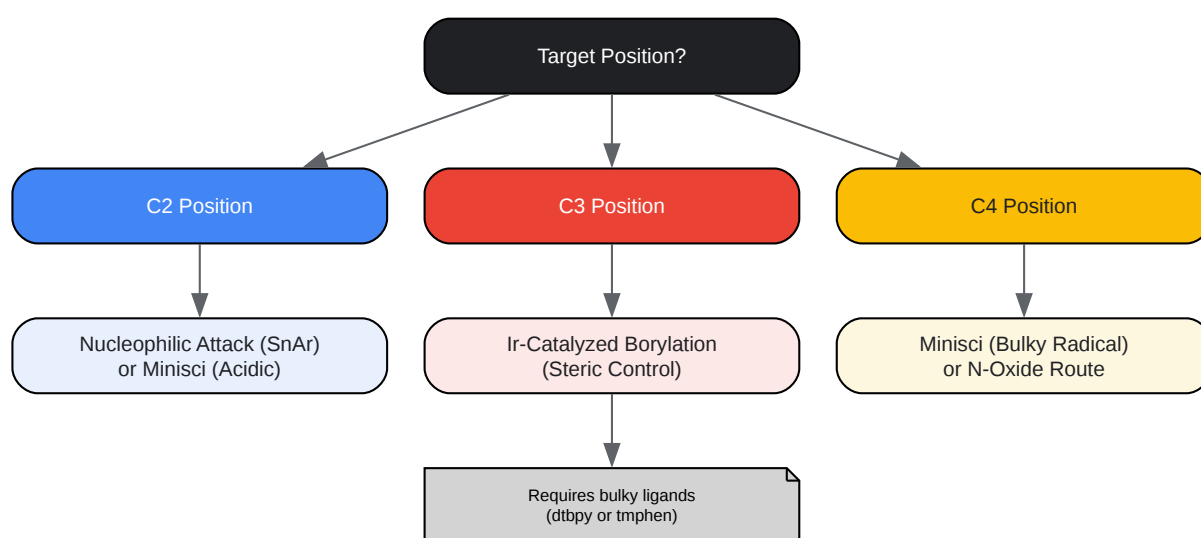 Target Position?
C2 Position
C3 Position
C4 Position
Nucleophilic Attack (SnAr)
or Minisci (Acidic)
Ir-Catalyzed Borylation
(Steric Control)
Minisci (Bulky Radical)
or N-Oxide Route
Requires bulky ligands
(dtbpy or tmphen)